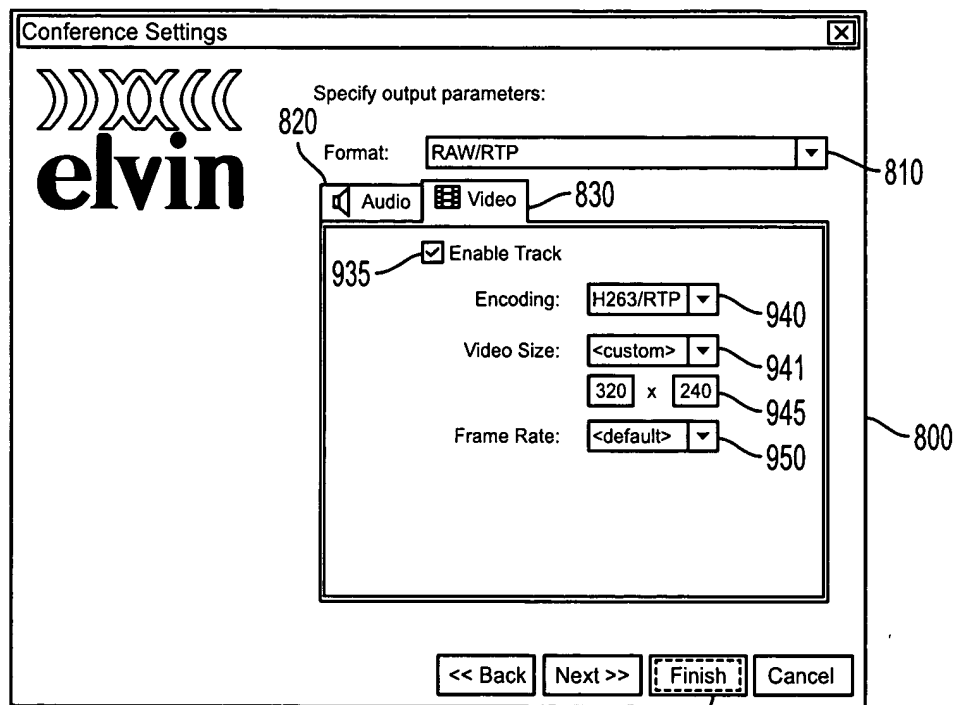 Conference Settings
elvin
Specify output parameters:
820
Format: RAW/RTP
810
Audio Video
830
935
Enable Track
Encoding: H263/RTP
940
Video Size: <custom>
941
320 x 240
945
Frame Rate: <default>
950
800
<< Back Next >> Finish Cancel